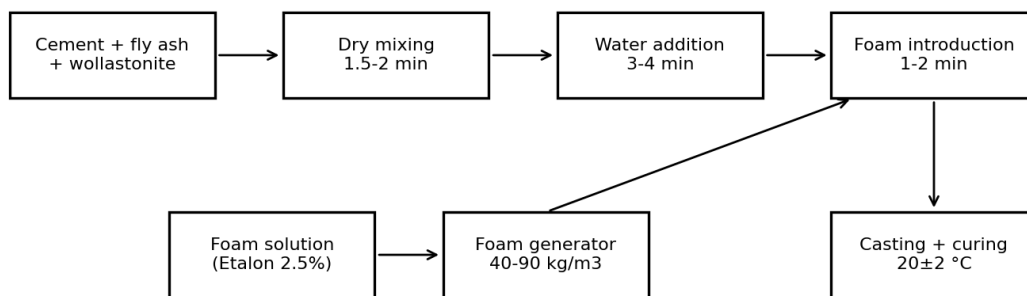 Cement + fly ash
+ wollastonite
Dry mixing
1.5-2 min
Water addition
3-4 min
Foam introduction
1-2 min
Foam solution
(Etalon 2.5%)
Foam generator
40-90 kg/m3
Casting + curing
20±2 °C